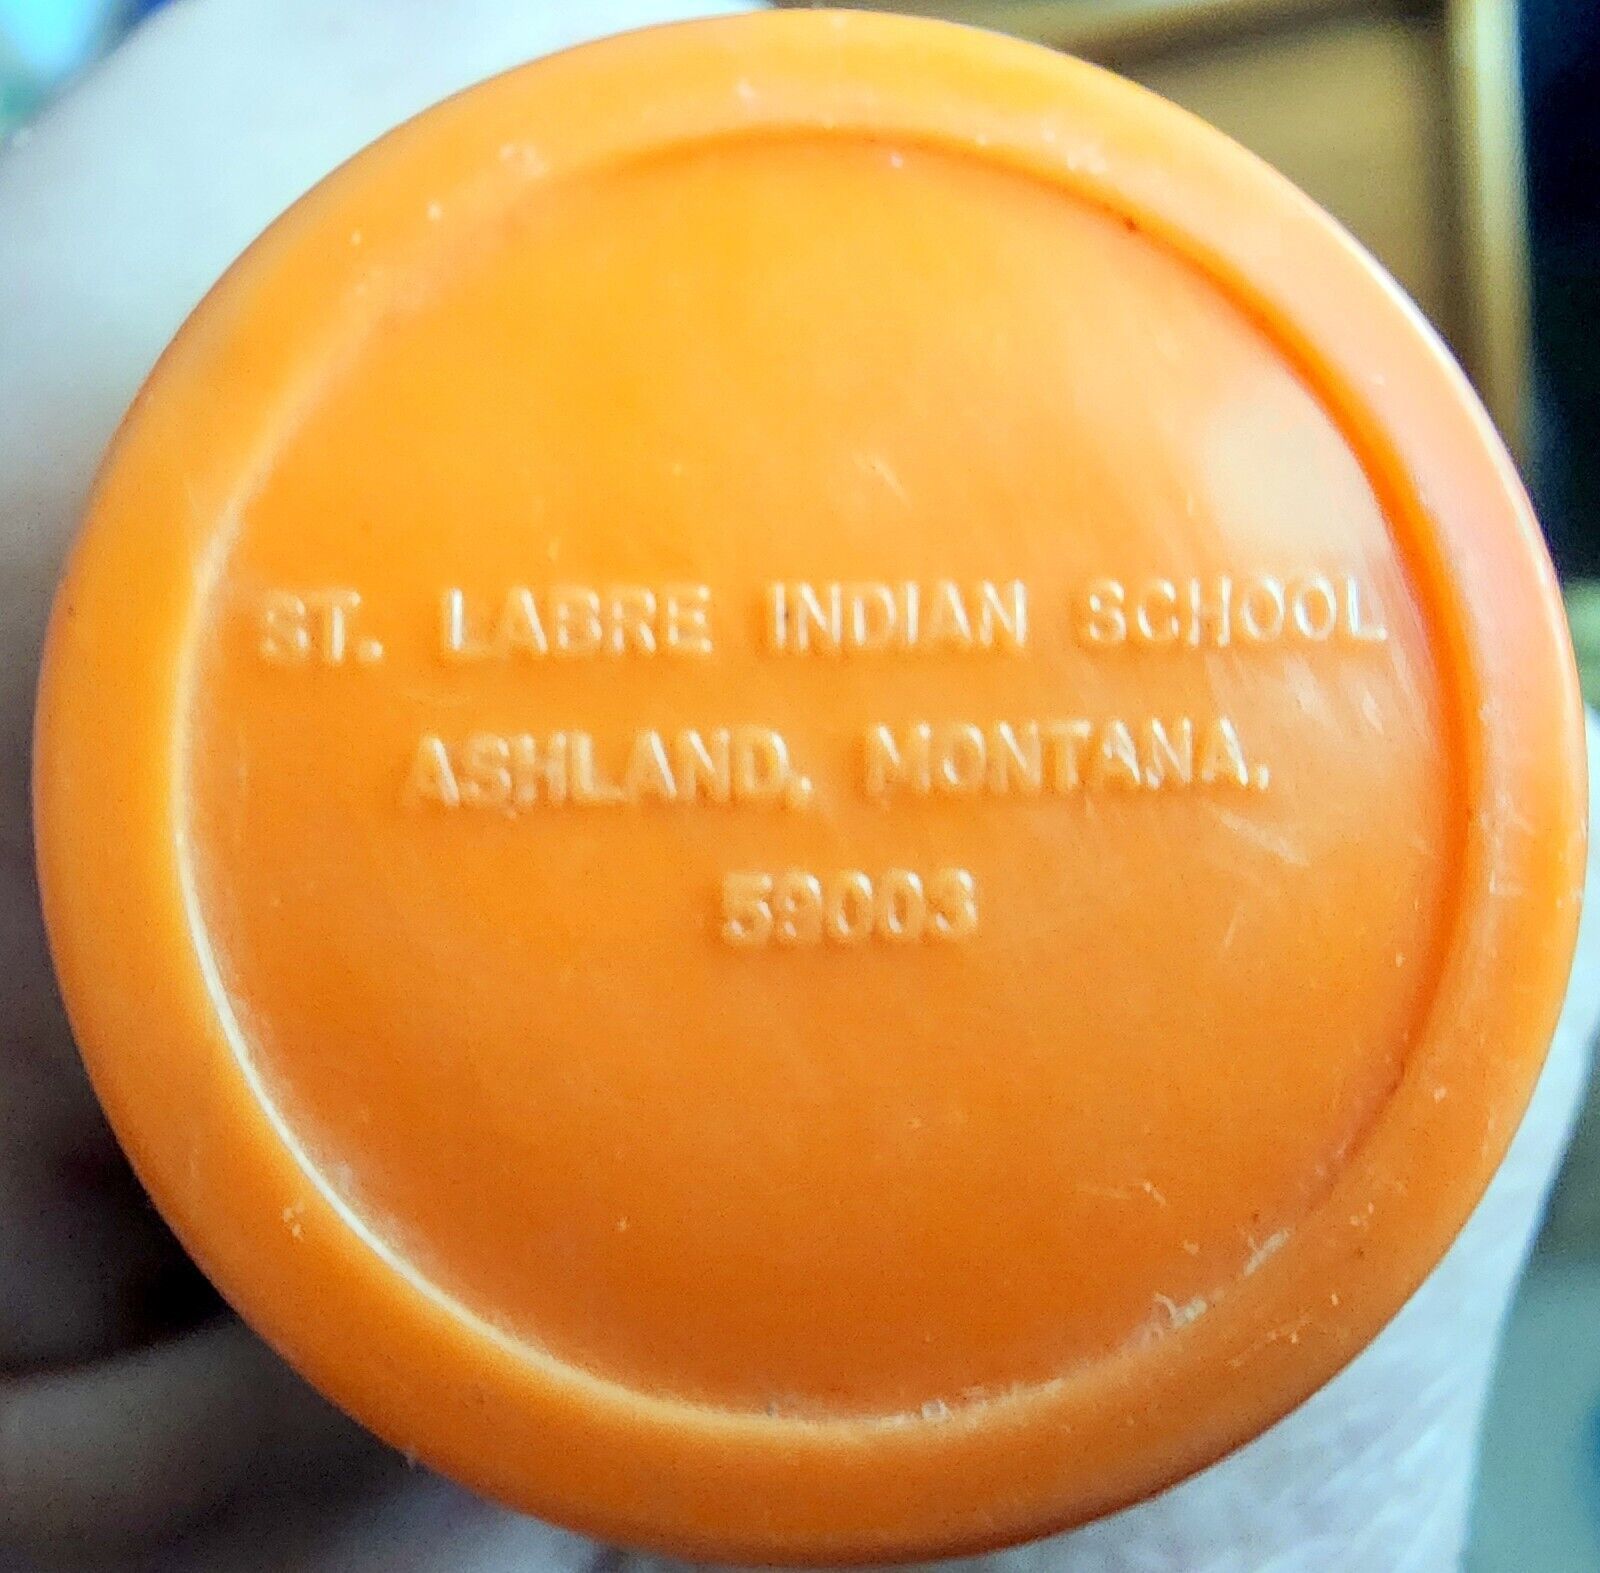 ST. LABRE INDIAN SCHOOL
ASHLAND, MONTANA.
59003